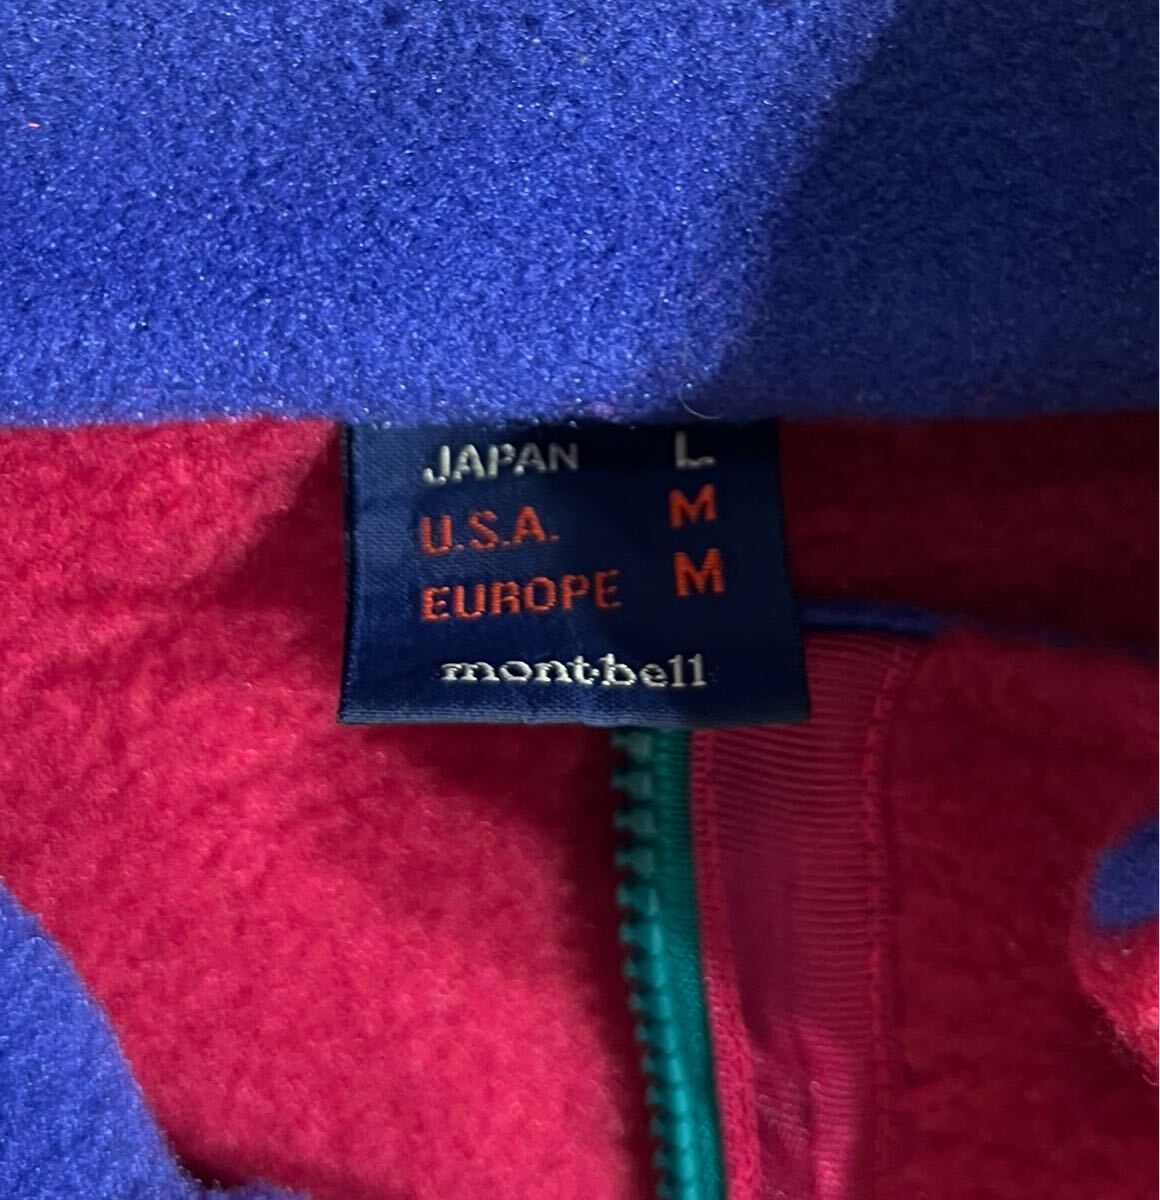 JAPAN L
U.S.A. M
EUROPE M
mont-bell